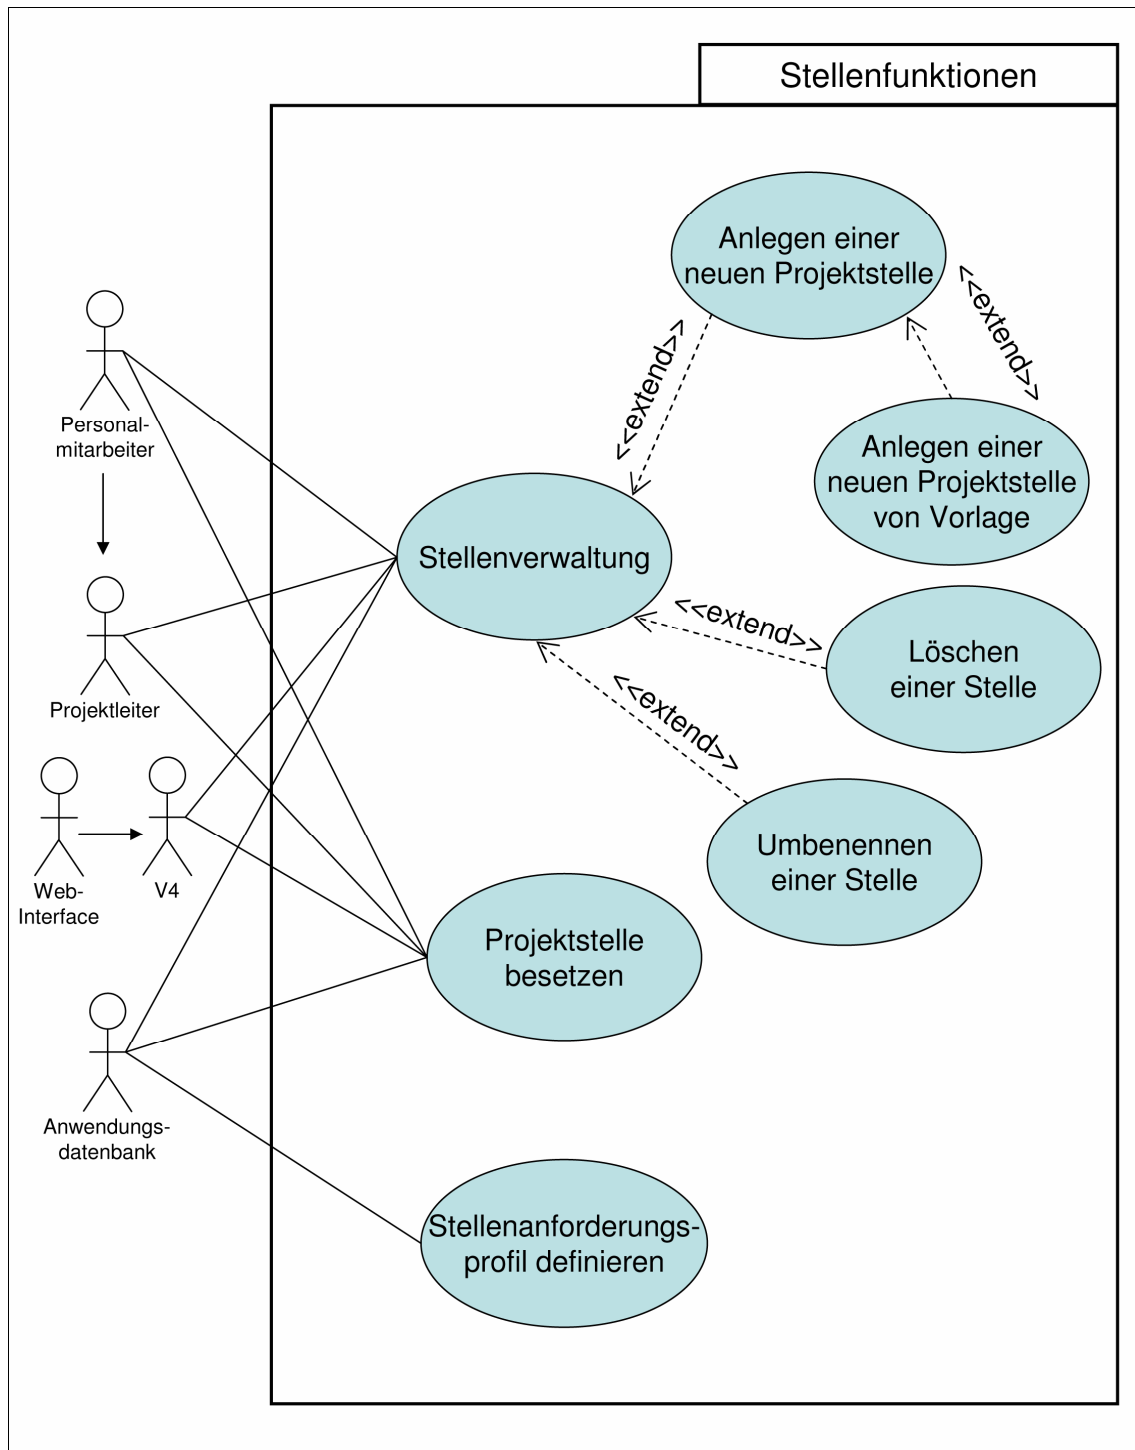 Stellenfunktionen
Anlegen einer
neuen Projektstelle
<<extend>>
<<extend>>
Anlegen einer
neuen Projektstelle
von Vorlage
Personal-
mitarbeiter
Stellenverwaltung
<<extend>>
Löschen
einer Stelle
Projektleiter
<<extend>>
Umbenennen
einer Stelle
Web-
Interface
V4
Projektstelle
besetzen
Anwendungs-
datenbank
Stellenanforderungs-
profil definieren